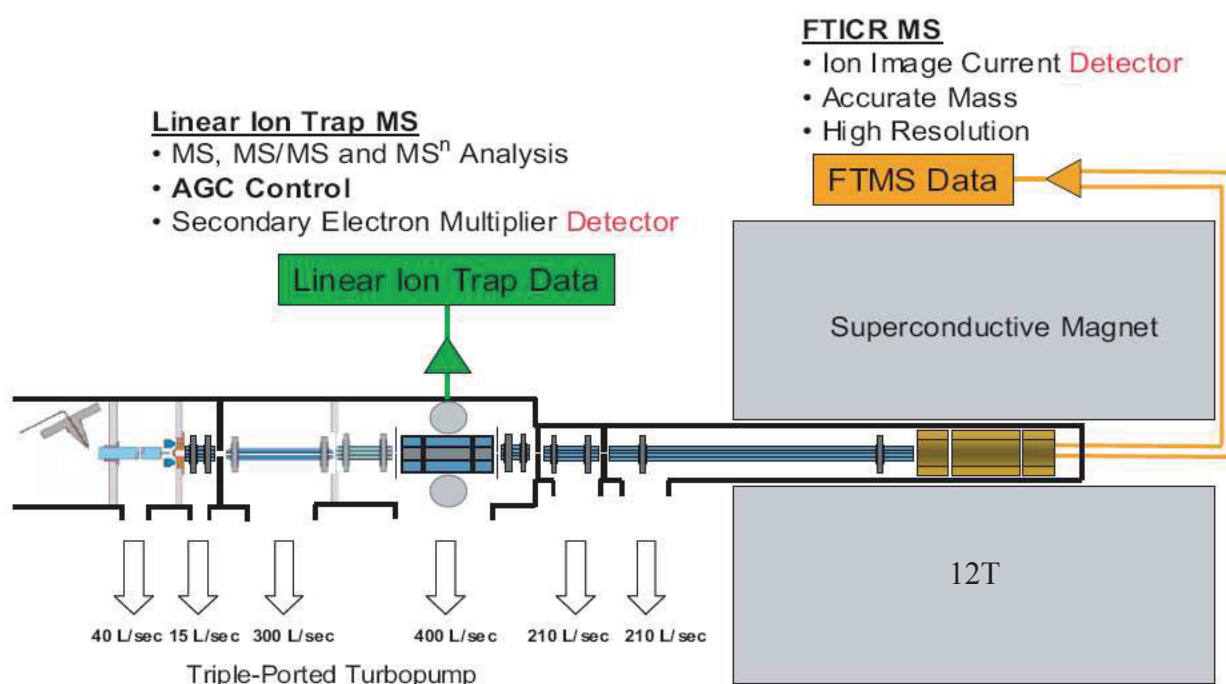 FTICR MS
• Ion Image Current Detector
• Accurate Mass
• High Resolution
FTMS Data
Linear Ion Trap MS
• MS, MS/MS and MSⁿ Analysis
• AGC Control
• Secondary Electron Multiplier Detector
Linear Ion Trap Data
Superconductive Magnet
12T
40 L/sec 15 L/sec 300 L/sec 400 L/sec 210 L/sec 210 L/sec
Triple-Ported Turbopump